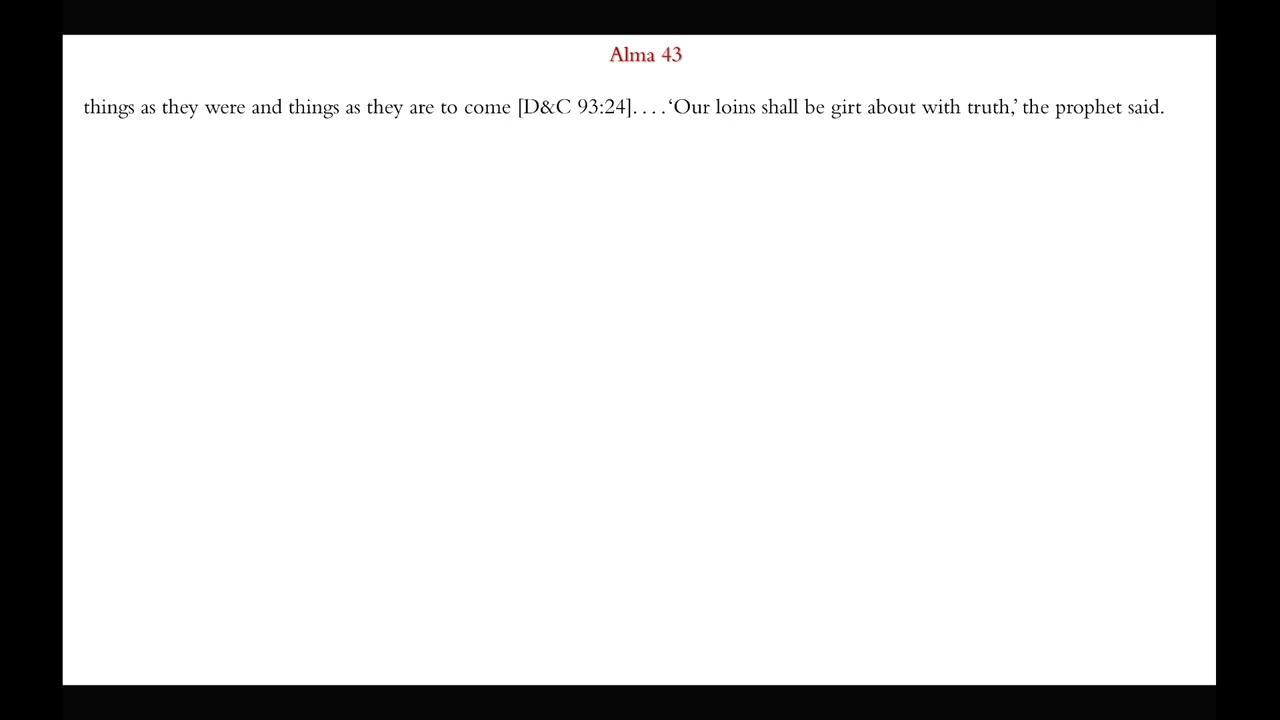 Alma 43
things as they were and things as they are to come [D&C 93:24]. . . . ‘Our loins shall be girt about with truth,’ the prophet said.